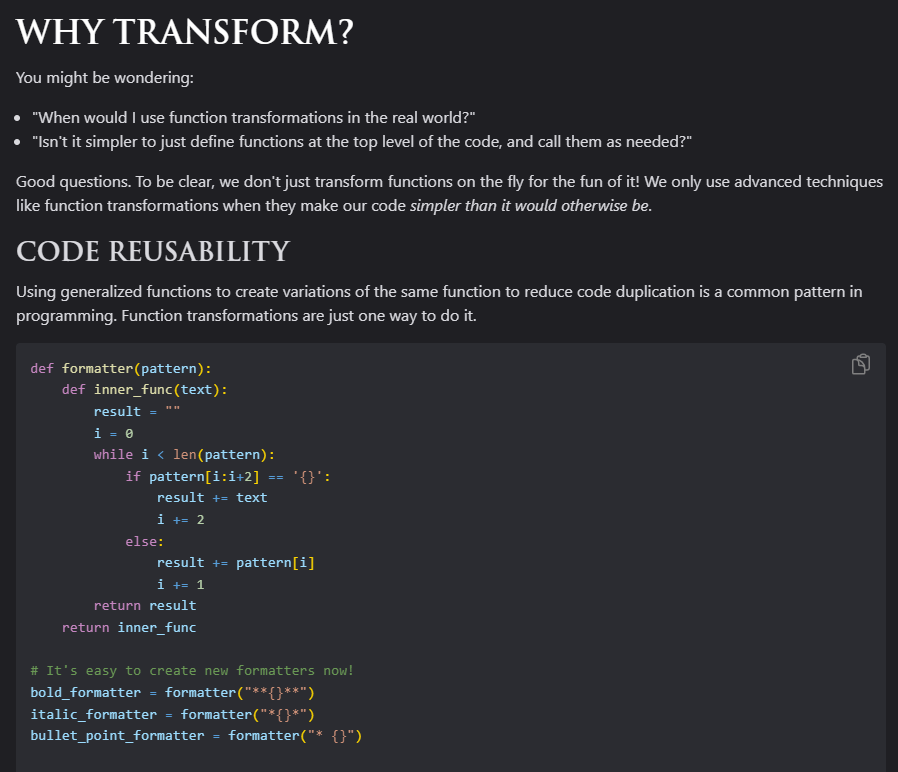 WHY TRANSFORM?
You might be wondering:
• "When would I use function transformations in the real world?"
• "Isn't it simpler to just define functions at the top level of the code, and call them as needed?"
Good questions. To be clear, we don't just transform functions on the fly for the fun of it! We only use advanced techniques
like function transformations when they make our code simpler than it would otherwise be.
CODE REUSABILITY
Using generalized functions to create variations of the same function to reduce code duplication is a common pattern in
programming. Function transformations are just one way to do it.
def formatter(pattern):
    def inner_func(text):
        result = ""
        i = 0
        while i < len(pattern):
            if pattern[i:i+2] == '{}':
                result += text
                i += 2
            else:
                result += pattern[i]
                i += 1
        return result
    return inner_func
# It's easy to create new formatters now!
bold_formatter = formatter("**{}**")
italic_formatter = formatter("*{}*")
bullet_point_formatter = formatter("* {}")